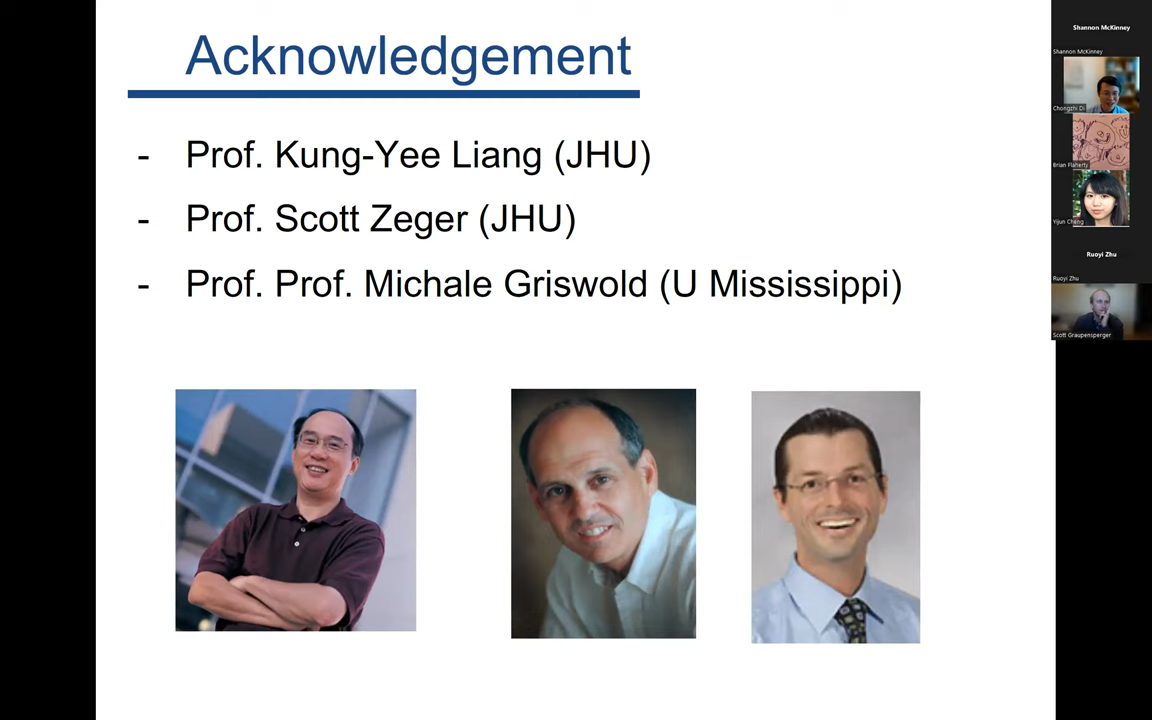 Acknowledgement
- Prof. Kung-Yee Liang (JHU)
- Prof. Scott Zeger (JHU)
- Prof. Prof. Michale Griswold (U Mississippi)
Shannon McKinney
Shannon McKinney
Chongzhi Di
Brian Flaherty
Yijun Cheng
Ruoyi Zhu
Ruoyi Zhu
Scott Graupensperger